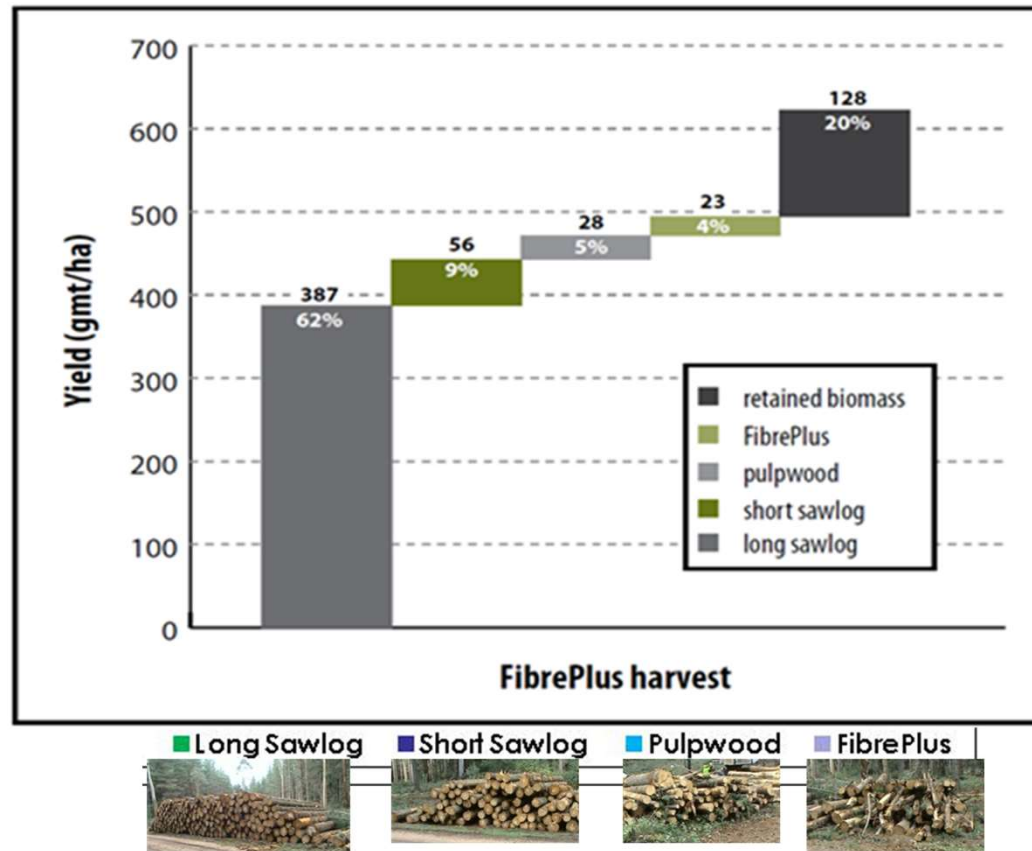 700
600
500
400
300
200
100
0
Yield (gmt/ha)
387
62%
56
9%
28
5%
23
4%
128
20%
retained biomass
FibrePlus
pulpwood
short sawlog
long sawlog
FibrePlus harvest
Long Sawlog Short Sawlog Pulpwood FibrePlus